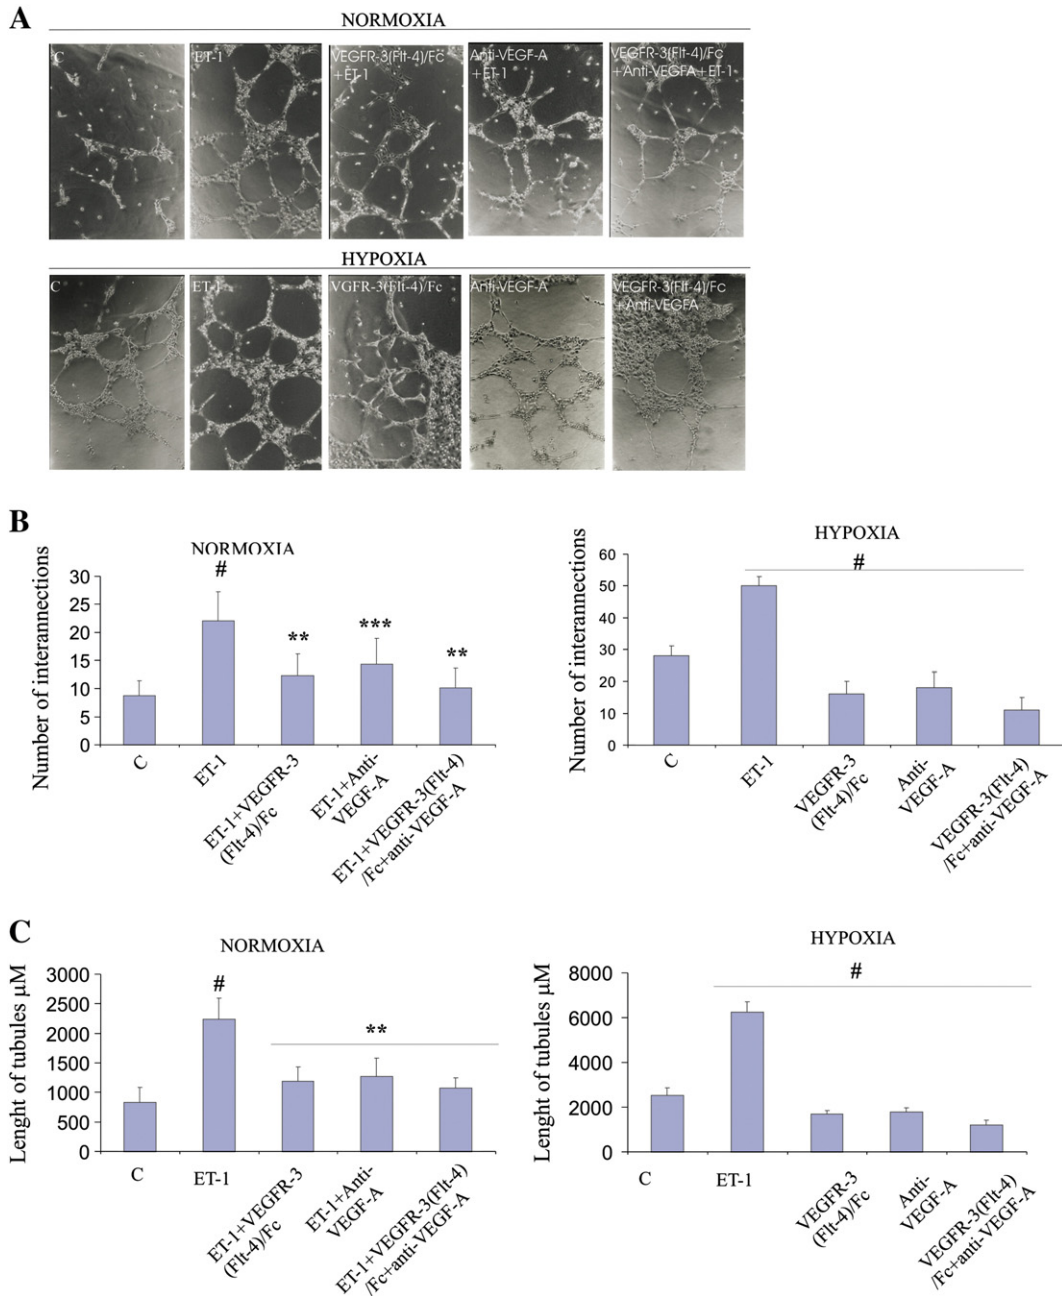 A
NORMOXIA
C
ET-1
VEGFR-3(Flt-4)/Fc
+ET-1
Anti-VEGF-A
+ET-1
VEGFR-3(Flt-4)/Fc
+Anti-VEGFA+ET-1
HYPOXIA
C
ET-1
VGFR-3(Flt-4)/Fc
Anti-VEGF-A
VEGFR-3(Flt-4)/Fc
+Anti-VEGFA
B
NORMOXIA
Number of interannections
30
25
20
15
10
5
0
#
**
***
**
C
ET-1
ET-1+VEGFR-3
(Flt-4)/Fc
ET-1+Anti-
VEGF-A
ET-1+VEGFR-3(Flt-4)
/Fc+anti-VEGF-A
HYPOXIA
Number of interannections
60
50
40
30
20
10
0
#
C
ET-1
VEGFR-3
(Flt-4)/Fc
Anti-
VEGF-A
VEGFR-3(Flt-4)
/Fc+anti-VEGF-A
C
NORMOXIA
Lenght of tubules µM
3000
2500
2000
1500
1000
500
0
#
**
C
ET-1
ET-1+VEGFR-3
(Flt-4)/Fc
ET-1+Anti-
VEGF-A
ET-1+VEGFR-3(Flt-4)
/Fc+anti-VEGF-A
HYPOXIA
Lenght of tubules µM
8000
6000
4000
2000
0
#
C
ET-1
VEGFR-3
(Flt-4)/Fc
Anti-
VEGF-A
VEGFR-3(Flt-4)
/Fc+anti-VEGF-A